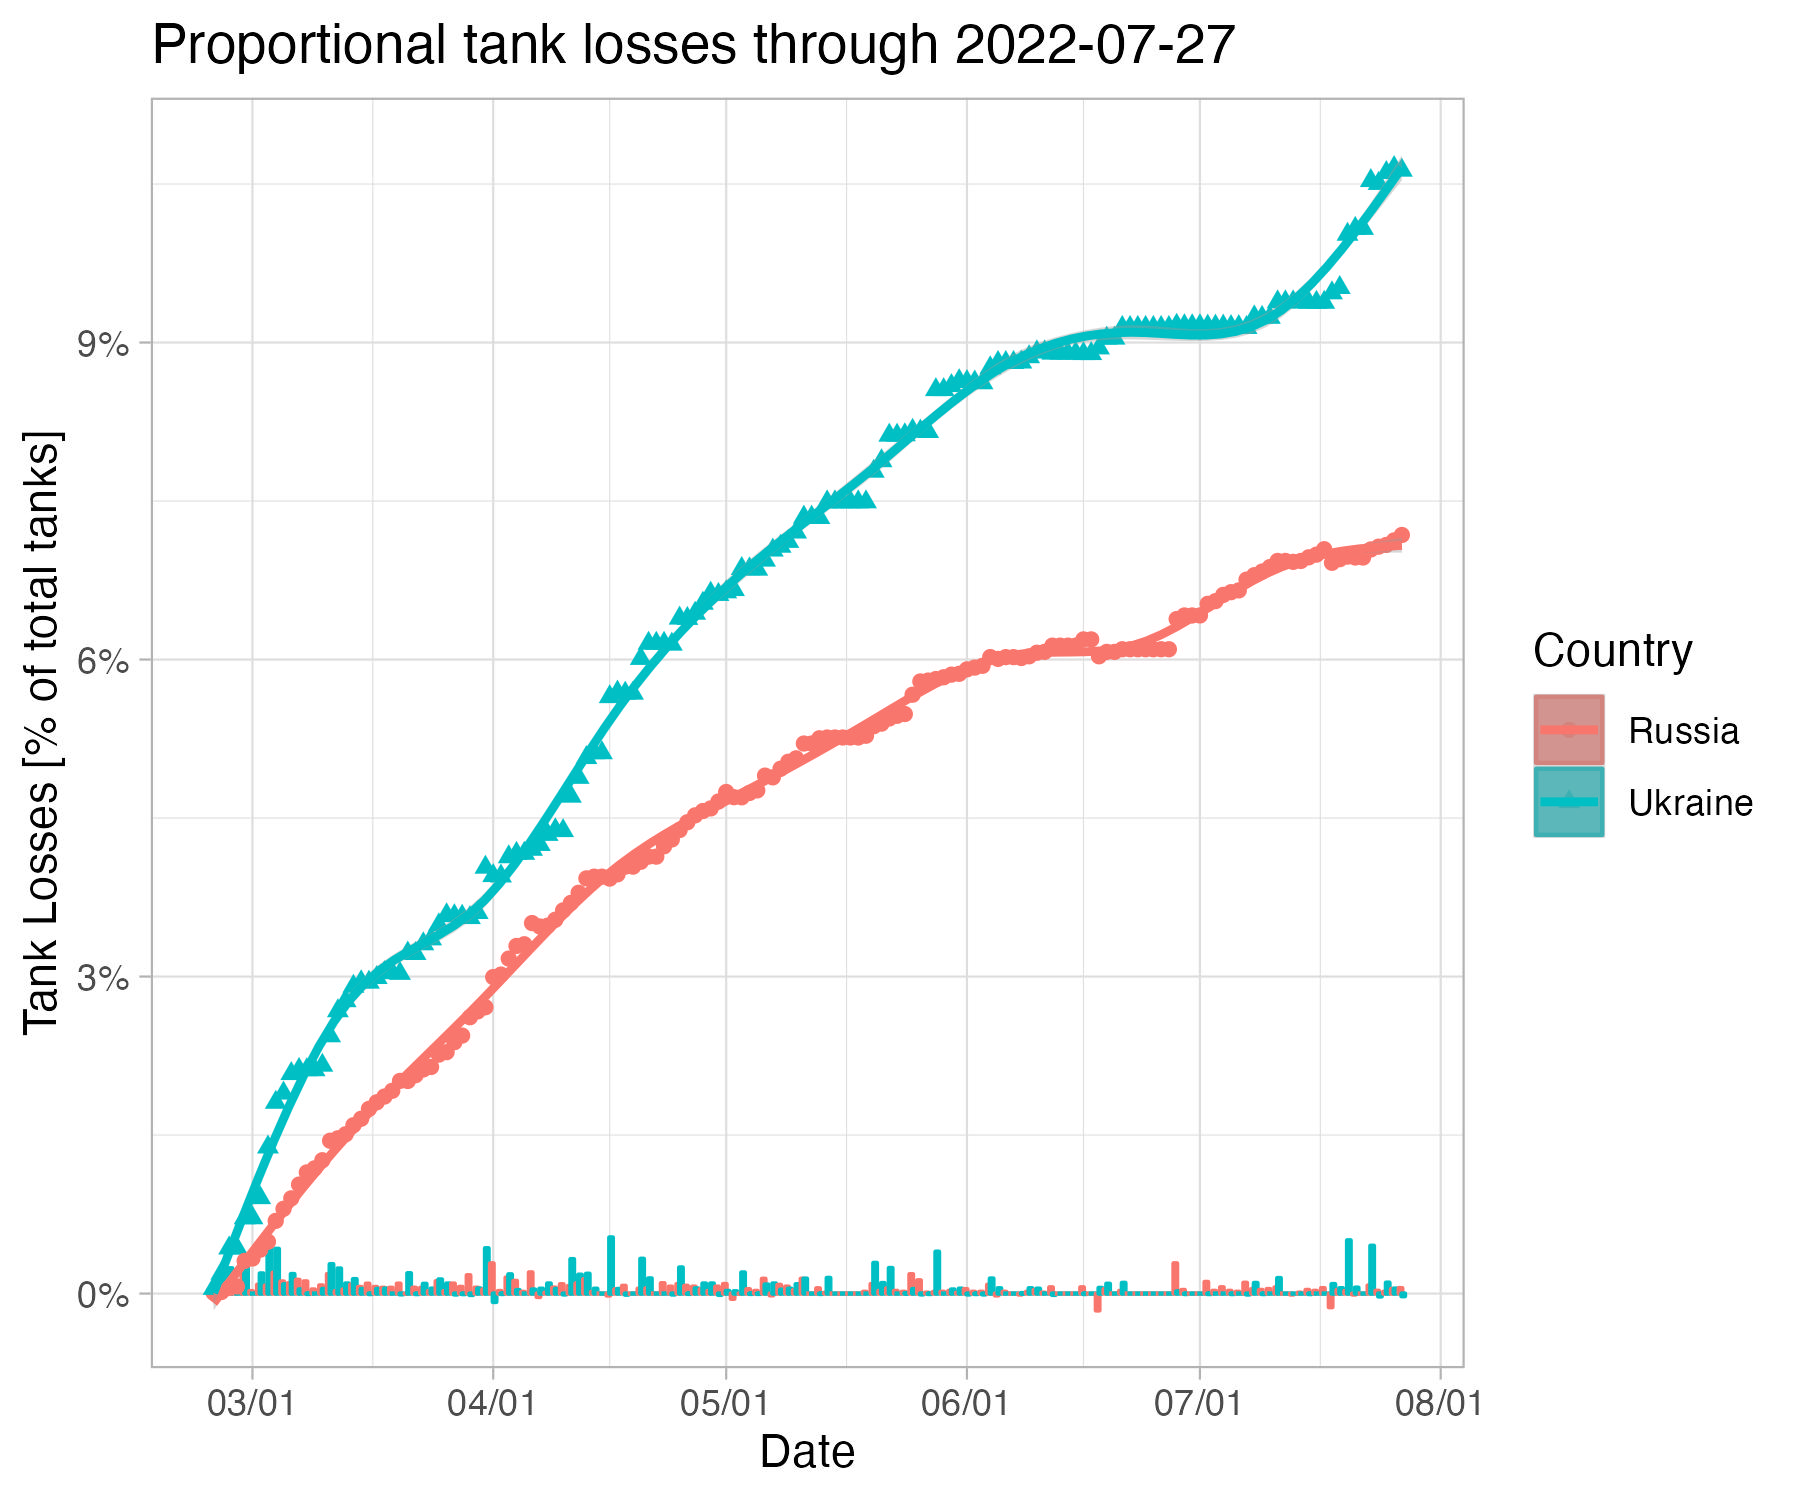 Proportional tank losses through 2022-07-27
Tank Losses [% of total tanks]
9%
6%
3%
0%
03/01
04/01
05/01
06/01
07/01
08/01
Date
Country
Russia
Ukraine